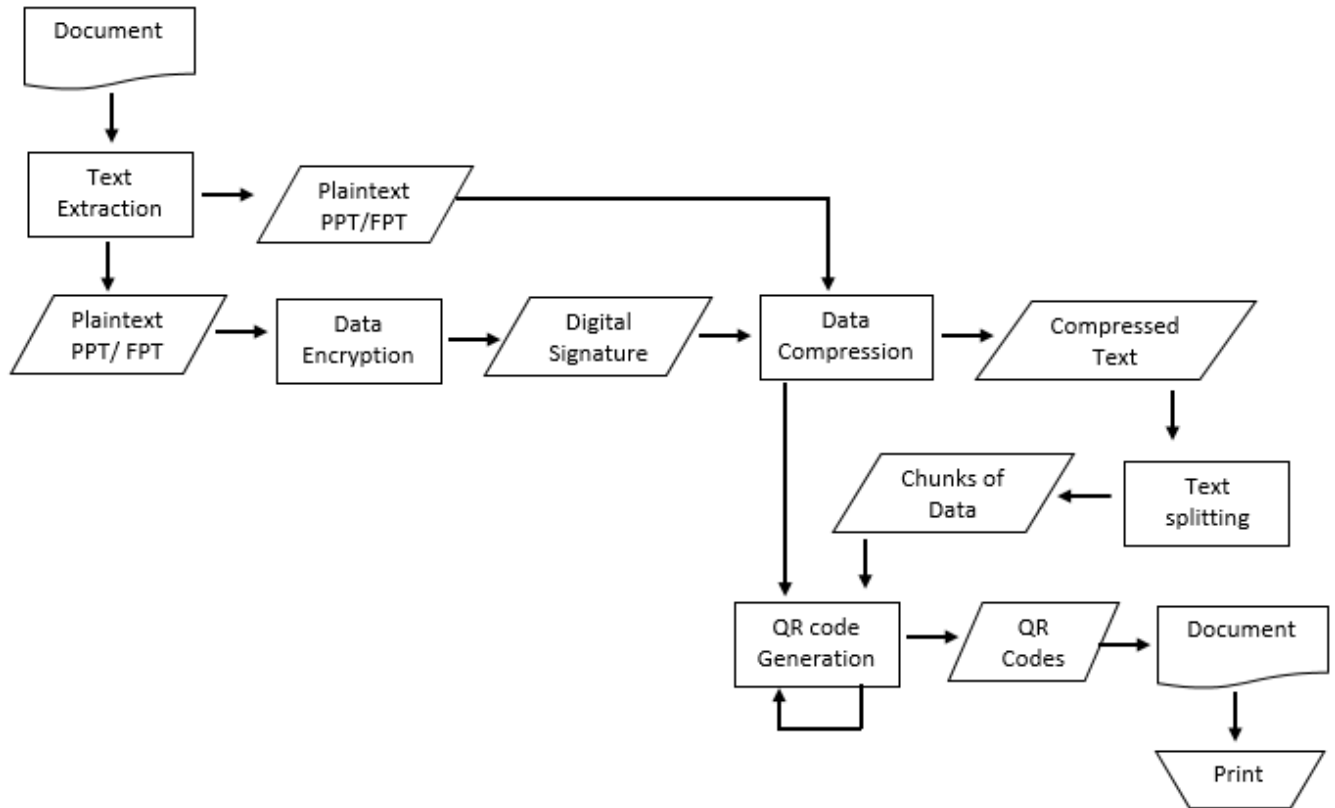 Document
Text
Extraction
Plaintext
PPT/FPT
Plaintext
PPT/ FPT
Data
Encryption
Digital
Signature
Data
Compression
Compressed
Text
Chunks of
Data
Text
splitting
QR code
Generation
QR
Codes
Document
Print